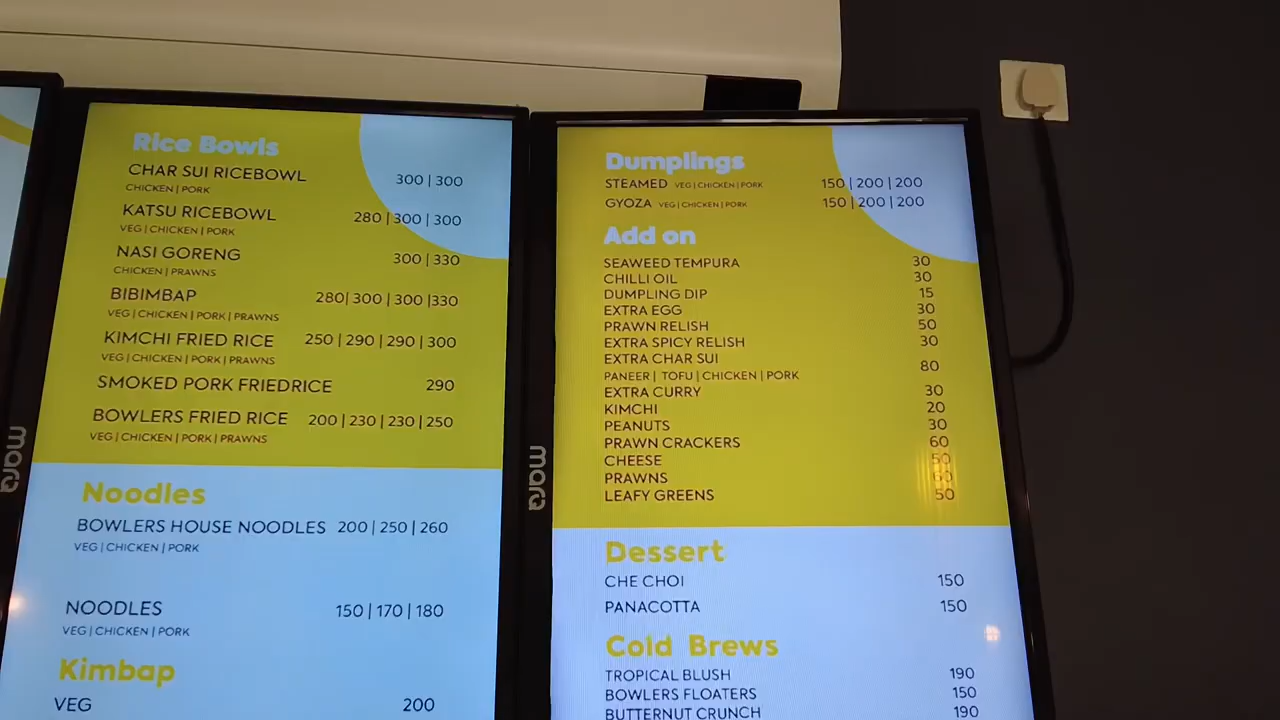 Rice Bowls
CHAR SUI RICEBOWL 300 | 300
CHICKEN | PORK
KATSU RICEBOWL 280 | 300 | 300
VEG | CHICKEN | PORK
NASI GORENG 300 | 330
CHICKEN | PRAWNS
BIBIMBAP 280| 300 | 300 |330
VEG | CHICKEN | PORK | PRAWNS
KIMCHI FRIED RICE 250 | 290 | 290 | 300
VEG | CHICKEN | PORK | PRAWNS
SMOKED PORK FRIEDRICE 290
BOWLERS FRIED RICE 200 | 230 | 230 | 250
VEG | CHICKEN | PORK | PRAWNS
Noodles
BOWLERS HOUSE NOODLES 200 | 250 | 260
VEG | CHICKEN | PORK
NOODLES 150 | 170 | 180
VEG | CHICKEN | PORK
Kimbap
VEG 200
marq
marq
Dumplings
STEAMED VEG | CHICKEN | PORK 150 | 200 | 200
GYOZA VEG | CHICKEN | PORK 150 | 200 | 200
Add on
SEAWEED TEMPURA 30
CHILLI OIL 30
DUMPLING DIP 15
EXTRA EGG 30
PRAWN RELISH 50
EXTRA SPICY RELISH 30
EXTRA CHAR SUI 80
PANEER | TOFU | CHICKEN | PORK
EXTRA CURRY 30
KIMCHI 20
PEANUTS 30
PRAWN CRACKERS 60
CHEESE 50
PRAWNS 60
LEAFY GREENS 50
Dessert
CHE CHOI 150
PANACOTTA 150
Cold Brews
TROPICAL BLUSH 190
BOWLERS FLOATERS 150
BUTTERNUT CRUNCH 190